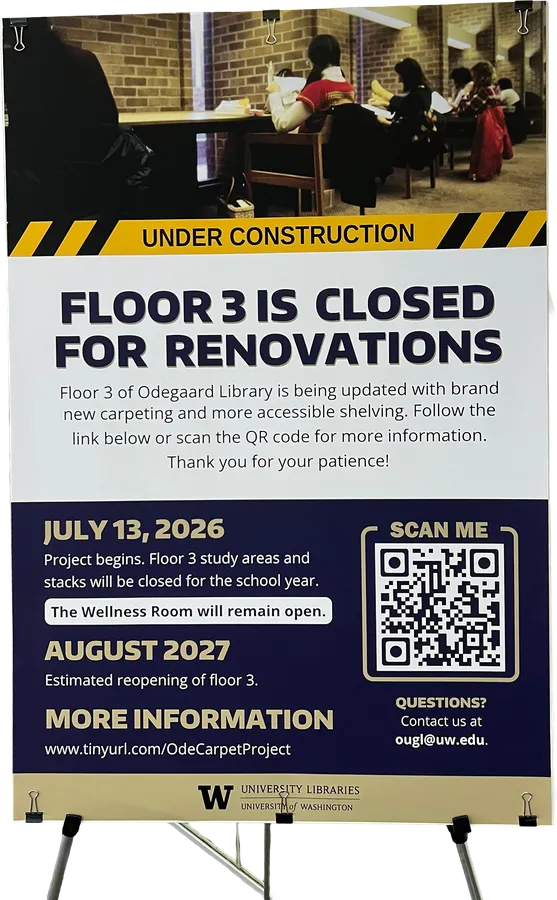 UNDER CONSTRUCTION
FLOOR 3 IS CLOSED
FOR RENOVATIONS
Floor 3 of Odegaard Library is being updated with brand
new carpeting and more accessible shelving. Follow the
link below or scan the QR code for more information.
Thank you for your patience!
JULY 13, 2026
Project begins. Floor 3 study areas and
stacks will be closed for the school year.
The Wellness Room will remain open.
AUGUST 2027
Estimated reopening of floor 3.
MORE INFORMATION
www.tinyurl.com/OdeCarpetProject
SCAN ME
QUESTIONS?
Contact us at
ougl@uw.edu.
W
UNIVERSITY LIBRARIES
UNIVERSITY of WASHINGTON